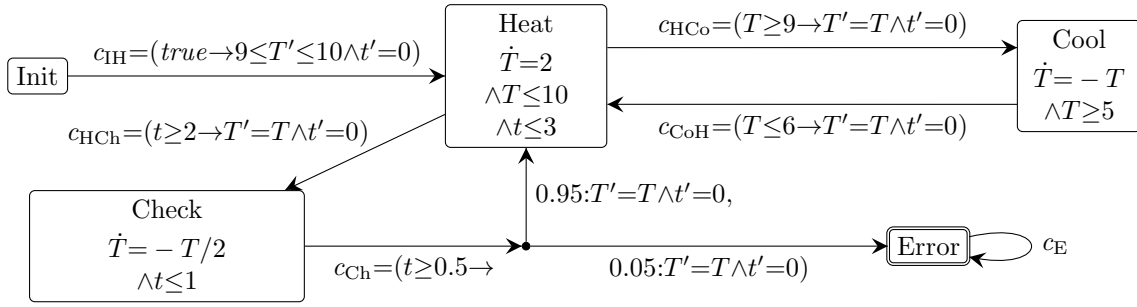 Init
c_IH=(true→9≤T′≤10∧t′=0)
Heat
Ṫ=2
∧T≤10
∧t≤3
c_HCo=(T≥9→T′=T∧t′=0)
c_CoH=(T≤6→T′=T∧t′=0)
Cool
Ṫ=−T
∧T≥5
c_HCh=(t≥2→T′=T∧t′=0)
Check
Ṫ=−T/2
∧t≤1
c_Ch=(t≥0.5→
0.95:T′=T∧t′=0,
0.05:T′=T∧t′=0)
Error
c_E